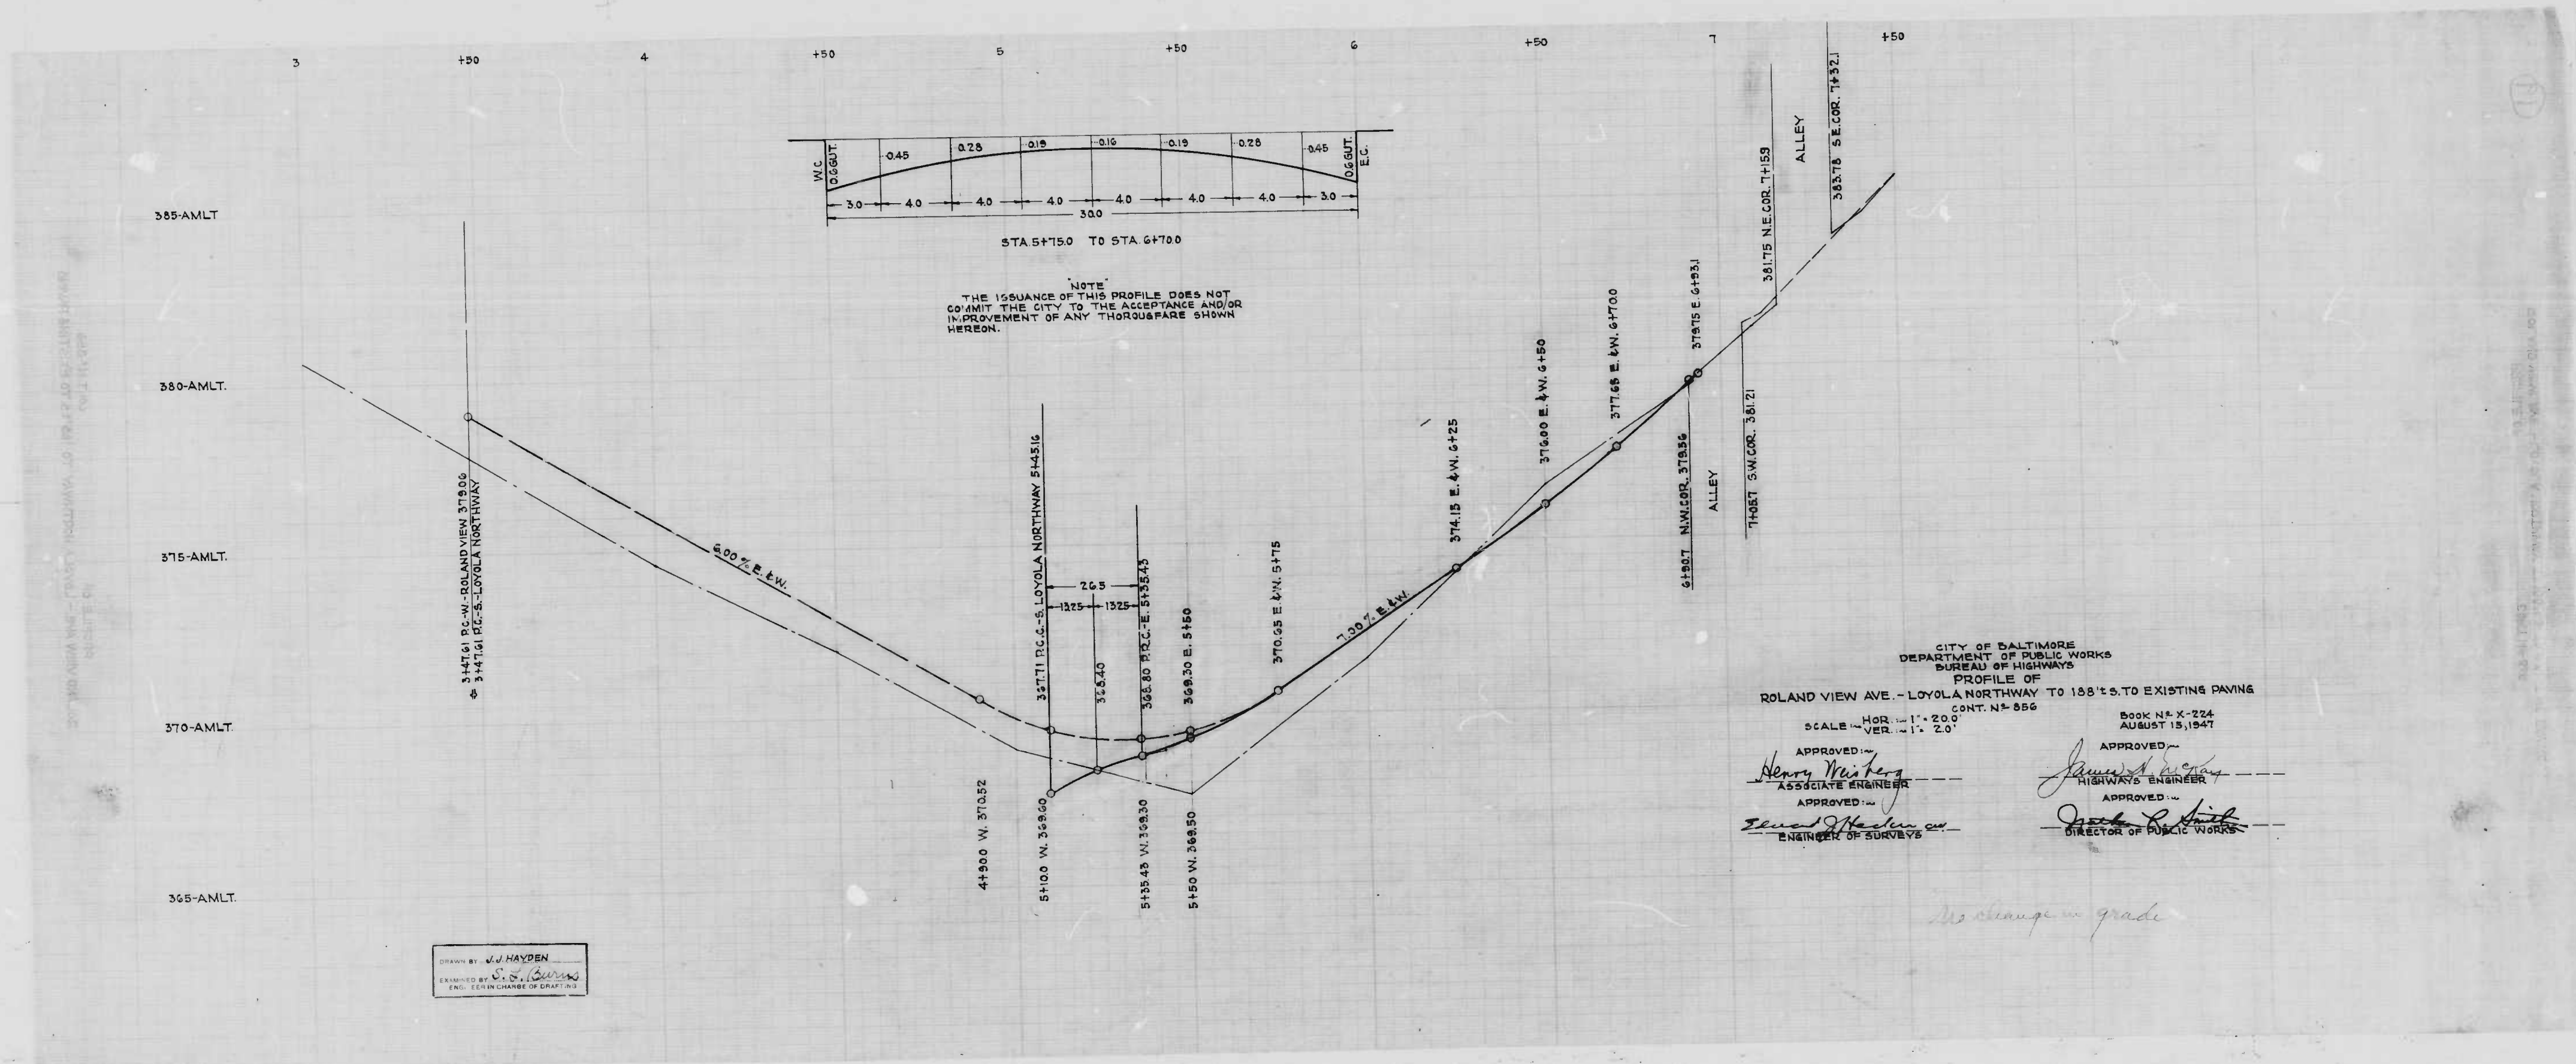 3 +50 4 +50 5 +50 6 +50 7 +50
385-AMLT
380-AMLT.
375-AMLT.
370-AMLT.
365-AMLT.
W.C.
0.6 GUT.
0.45 0.28 0.19 0.16 0.19 0.28 0.45
0.6 GUT.
E.C.
3.0 4.0 4.0 4.0 4.0 4.0 4.0 3.0
30.0
STA. 5+75.0 TO STA. 6+70.0
"NOTE"
THE ISSUANCE OF THIS PROFILE DOES NOT
COMMIT THE CITY TO THE ACCEPTANCE AND/OR
IMPROVEMENT OF ANY THOROUGFARE SHOWN
HEREON.
3+47.61 P.C.-W.-ROLAND VIEW 379.06
3+47.61 P.C.-S.-LOYOLA NORTHWAY
6.00 % E. & W.
4+90.0 W. 370.52
367.71 P.C.C.-S. LOYOLA NORTHWAY 5+45.16
5+10.0 W. 369.60
26.5
13.25 13.25
368.40
368.80 P.R.C.-E. 5+35.43
5+35.43 W. 369.30
369.30 E. 5+50
5+50 W. 369.50
370.65 E. & W. 5+75
7.00 % E. & W.
374.15 E. & W. 6+25
376.00 E. & W. 6+50
377.68 E. & W. 6+70.0
379.75 E. 6+93.1
6+90.7 N.W. COR. 379.56
ALLEY
7+05.7 S.W. COR. 381.21
381.75 N.E. COR. 7+15.9
ALLEY
383.78 S.E. COR. 7+32.1
CITY OF BALTIMORE
DEPARTMENT OF PUBLIC WORKS
BUREAU OF HIGHWAYS
PROFILE OF
ROLAND VIEW AVE. - LOYOLA NORTHWAY TO 188'± S. TO EXISTING PAVING
CONT. Nº 856
SCALE HOR. 1" = 20.0'
VER. 1" = 2.0'
BOOK Nº X-224
AUGUST 15, 1947
APPROVED:
Henry Weisberg
ASSOCIATE ENGINEER
APPROVED:
James H. McKay
HIGHWAYS ENGINEER
APPROVED:
ENGINEER OF SURVEYS
APPROVED:
Smith
DIRECTOR OF PUBLIC WORKS
No change in grade
DRAWN BY J.J. HAYDEN
EXAMINED BY S. L. Burns
ENGINEER IN CHARGE OF DRAFTING